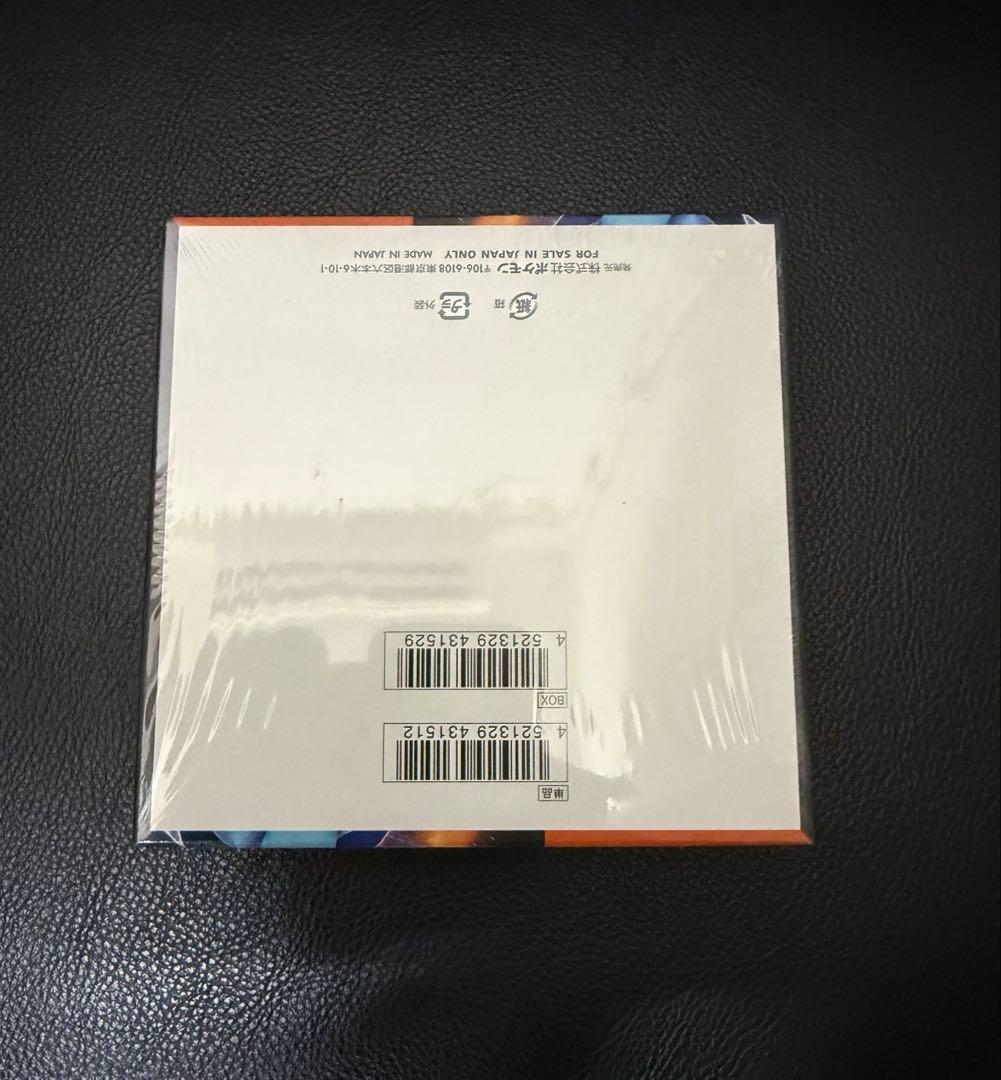 単品
4 521329 431512
BOX
4 521329 431529
紙 箱 プラ 外装
発売元 株式会社ポケモン 〒106-6108 東京都港区六本木6-10-1
FOR SALE IN JAPAN ONLY MADE IN JAPAN